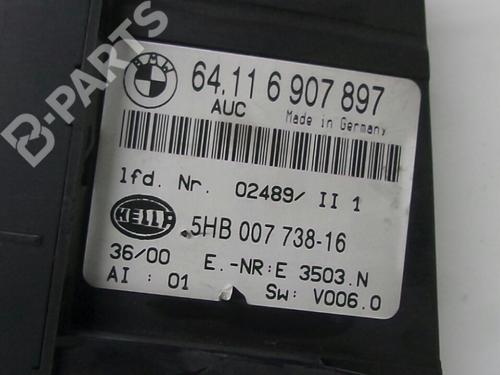 B-PARTS
BMW
64.11 6 907 897
AUC Made in Germany
lfd. Nr. 02489/ II 1
HELLA 5HB 007 738-16
36/00 E.-NR:E 3503.N
AI : 01 Sw: V006.0